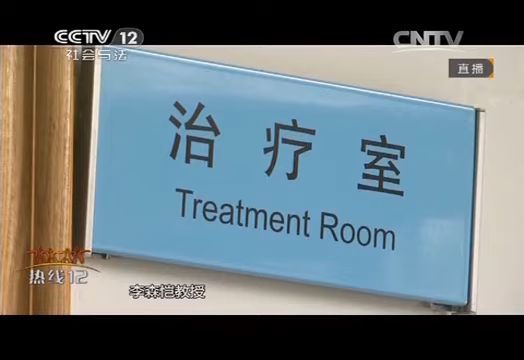 CCTV 12
社会与法
CNTV
直播
治疗室
Treatment Room
热线12
李森恺教授